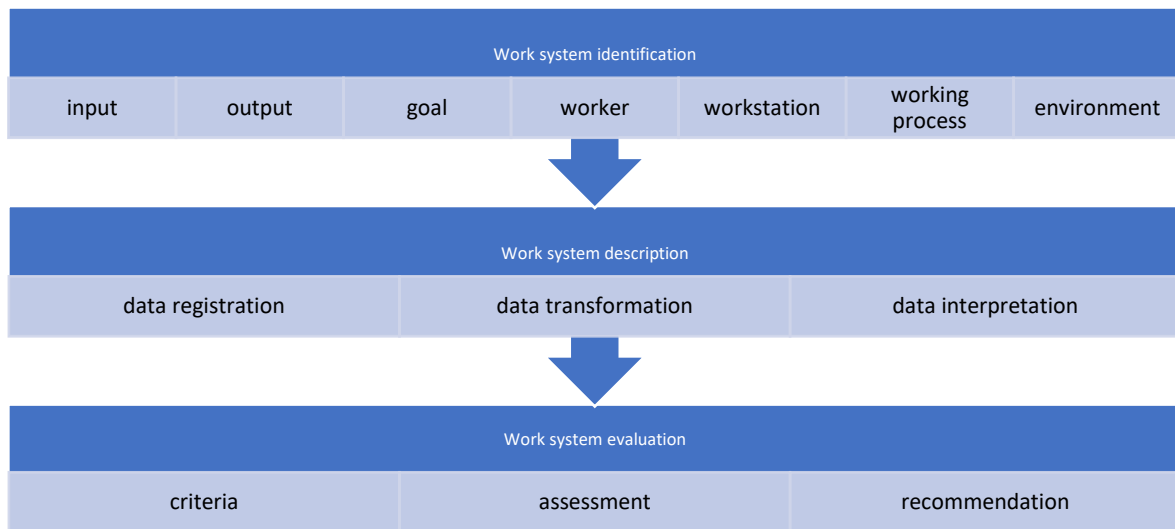 Work system identification
input output goal worker workstation working process environment
Work system description
data registration data transformation data interpretation
Work system evaluation
criteria assessment recommendation